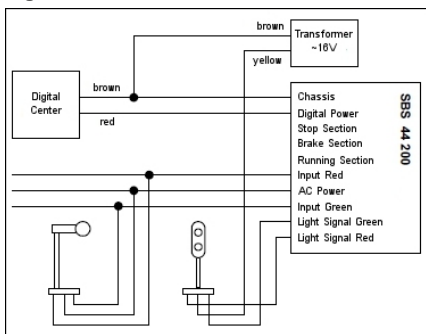 brown
Transformer
~16V
yellow
Digital
Center
brown
red
Chassis
Digital Power
Stop Section
Brake Section
Running Section
Input Red
AC Power
Input Green
Light Signal Green
Light Signal Red
SBS 44 200